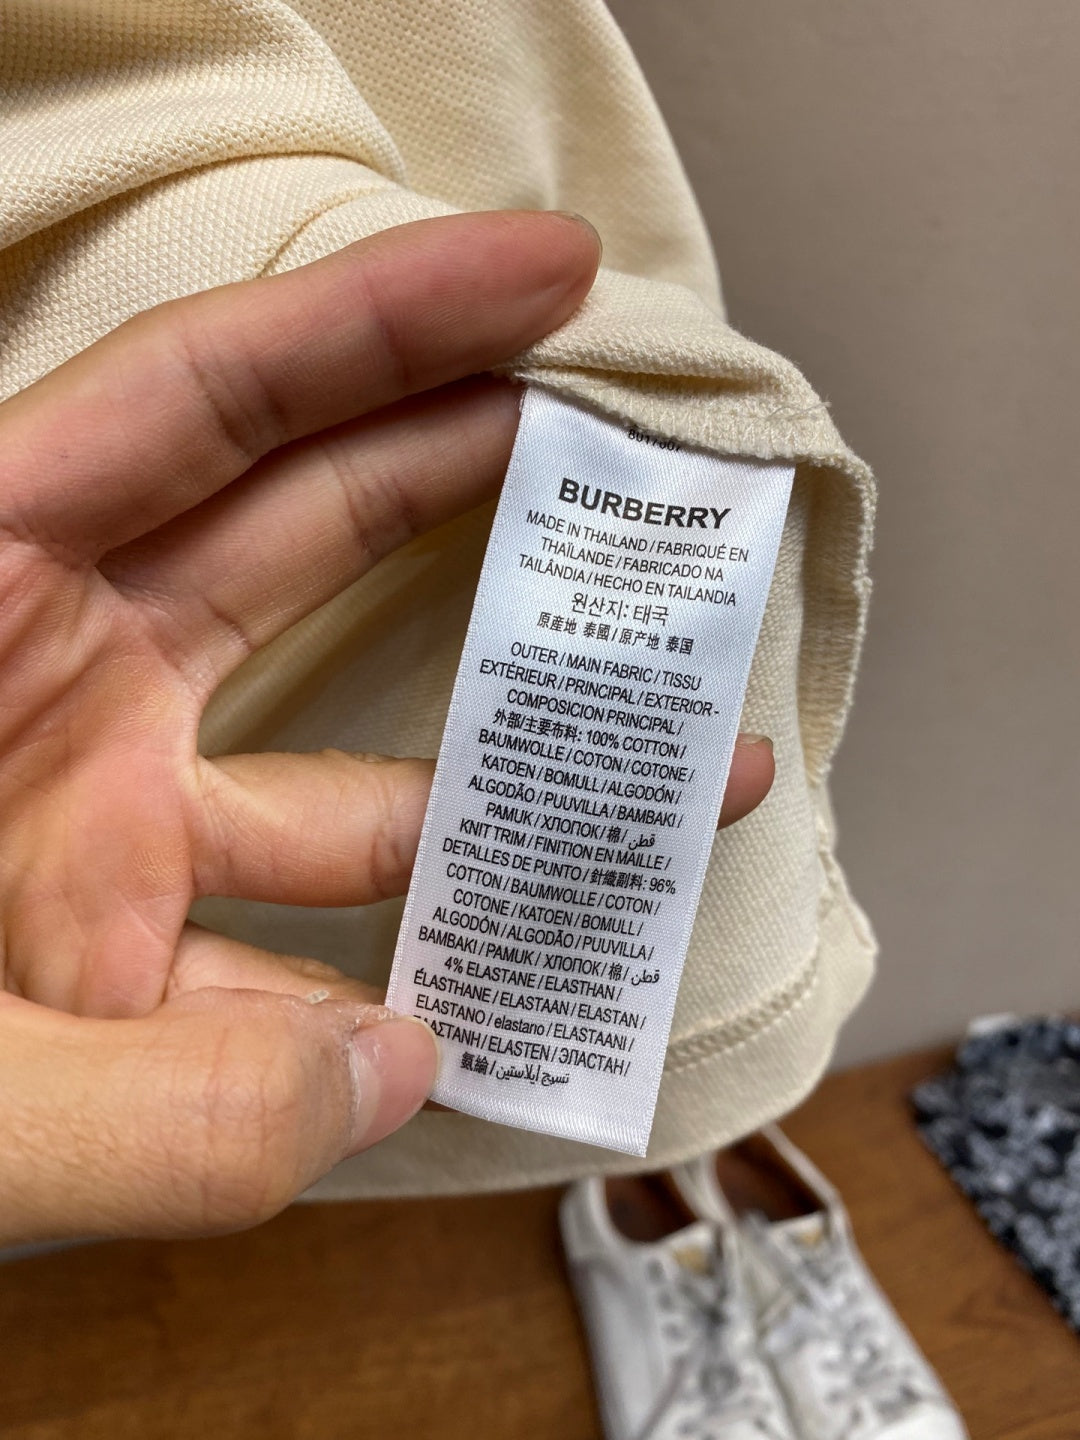 8017307
BURBERRY
MADE IN THAILAND / FABRIQUÉ EN
THAÏLANDE / FABRICADO NA
TAILÂNDIA / HECHO EN TAILANDIA
원산지: 태국
原産地 泰國 / 原产地 泰国
OUTER / MAIN FABRIC / TISSU
EXTÉRIEUR / PRINCIPAL / EXTERIOR -
COMPOSICION PRINCIPAL /
外部/主要布料: 100% COTTON /
BAUMWOLLE / COTON / COTONE /
KATOEN / BOMULL / ALGODÓN /
ALGODÃO / PUUVILLA / BAMBAKI /
PAMUK / ХЛОПОК / 棉 / قطن
KNIT TRIM / FINITION EN MAILLE /
DETALLES DE PUNTO / 針織副料: 96%
COTTON / BAUMWOLLE / COTON /
COTONE / KATOEN / BOMULL /
ALGODÓN / ALGODÃO / PUUVILLA /
BAMBAKI / PAMUK / ХЛОПОК / 棉 / قطن
4% ELASTANE / ELASTHAN /
ÉLASTHANE / ELASTAAN / ELASTAN /
ELASTANO / elastano / ELASTAANI /
ΕΛΑΣΤΑΝΗ / ELASTEN / ЭЛАСТАН /
氨綸 / نسيج إيلاستين